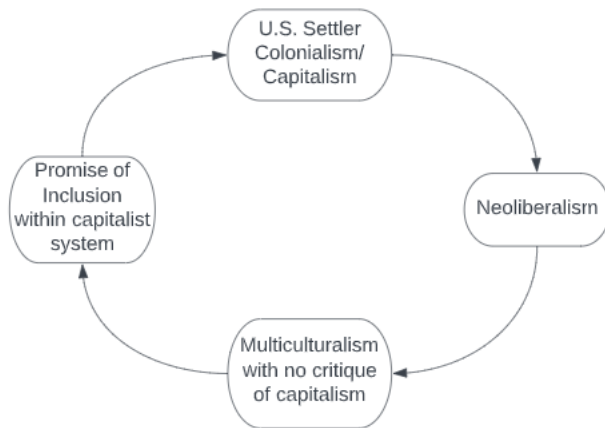 U.S. Settler
Colonialism/
Capitalism
Neoliberalism
Multiculturalism
with no critique
of capitalism
Promise of
Inclusion
within capitalist
system